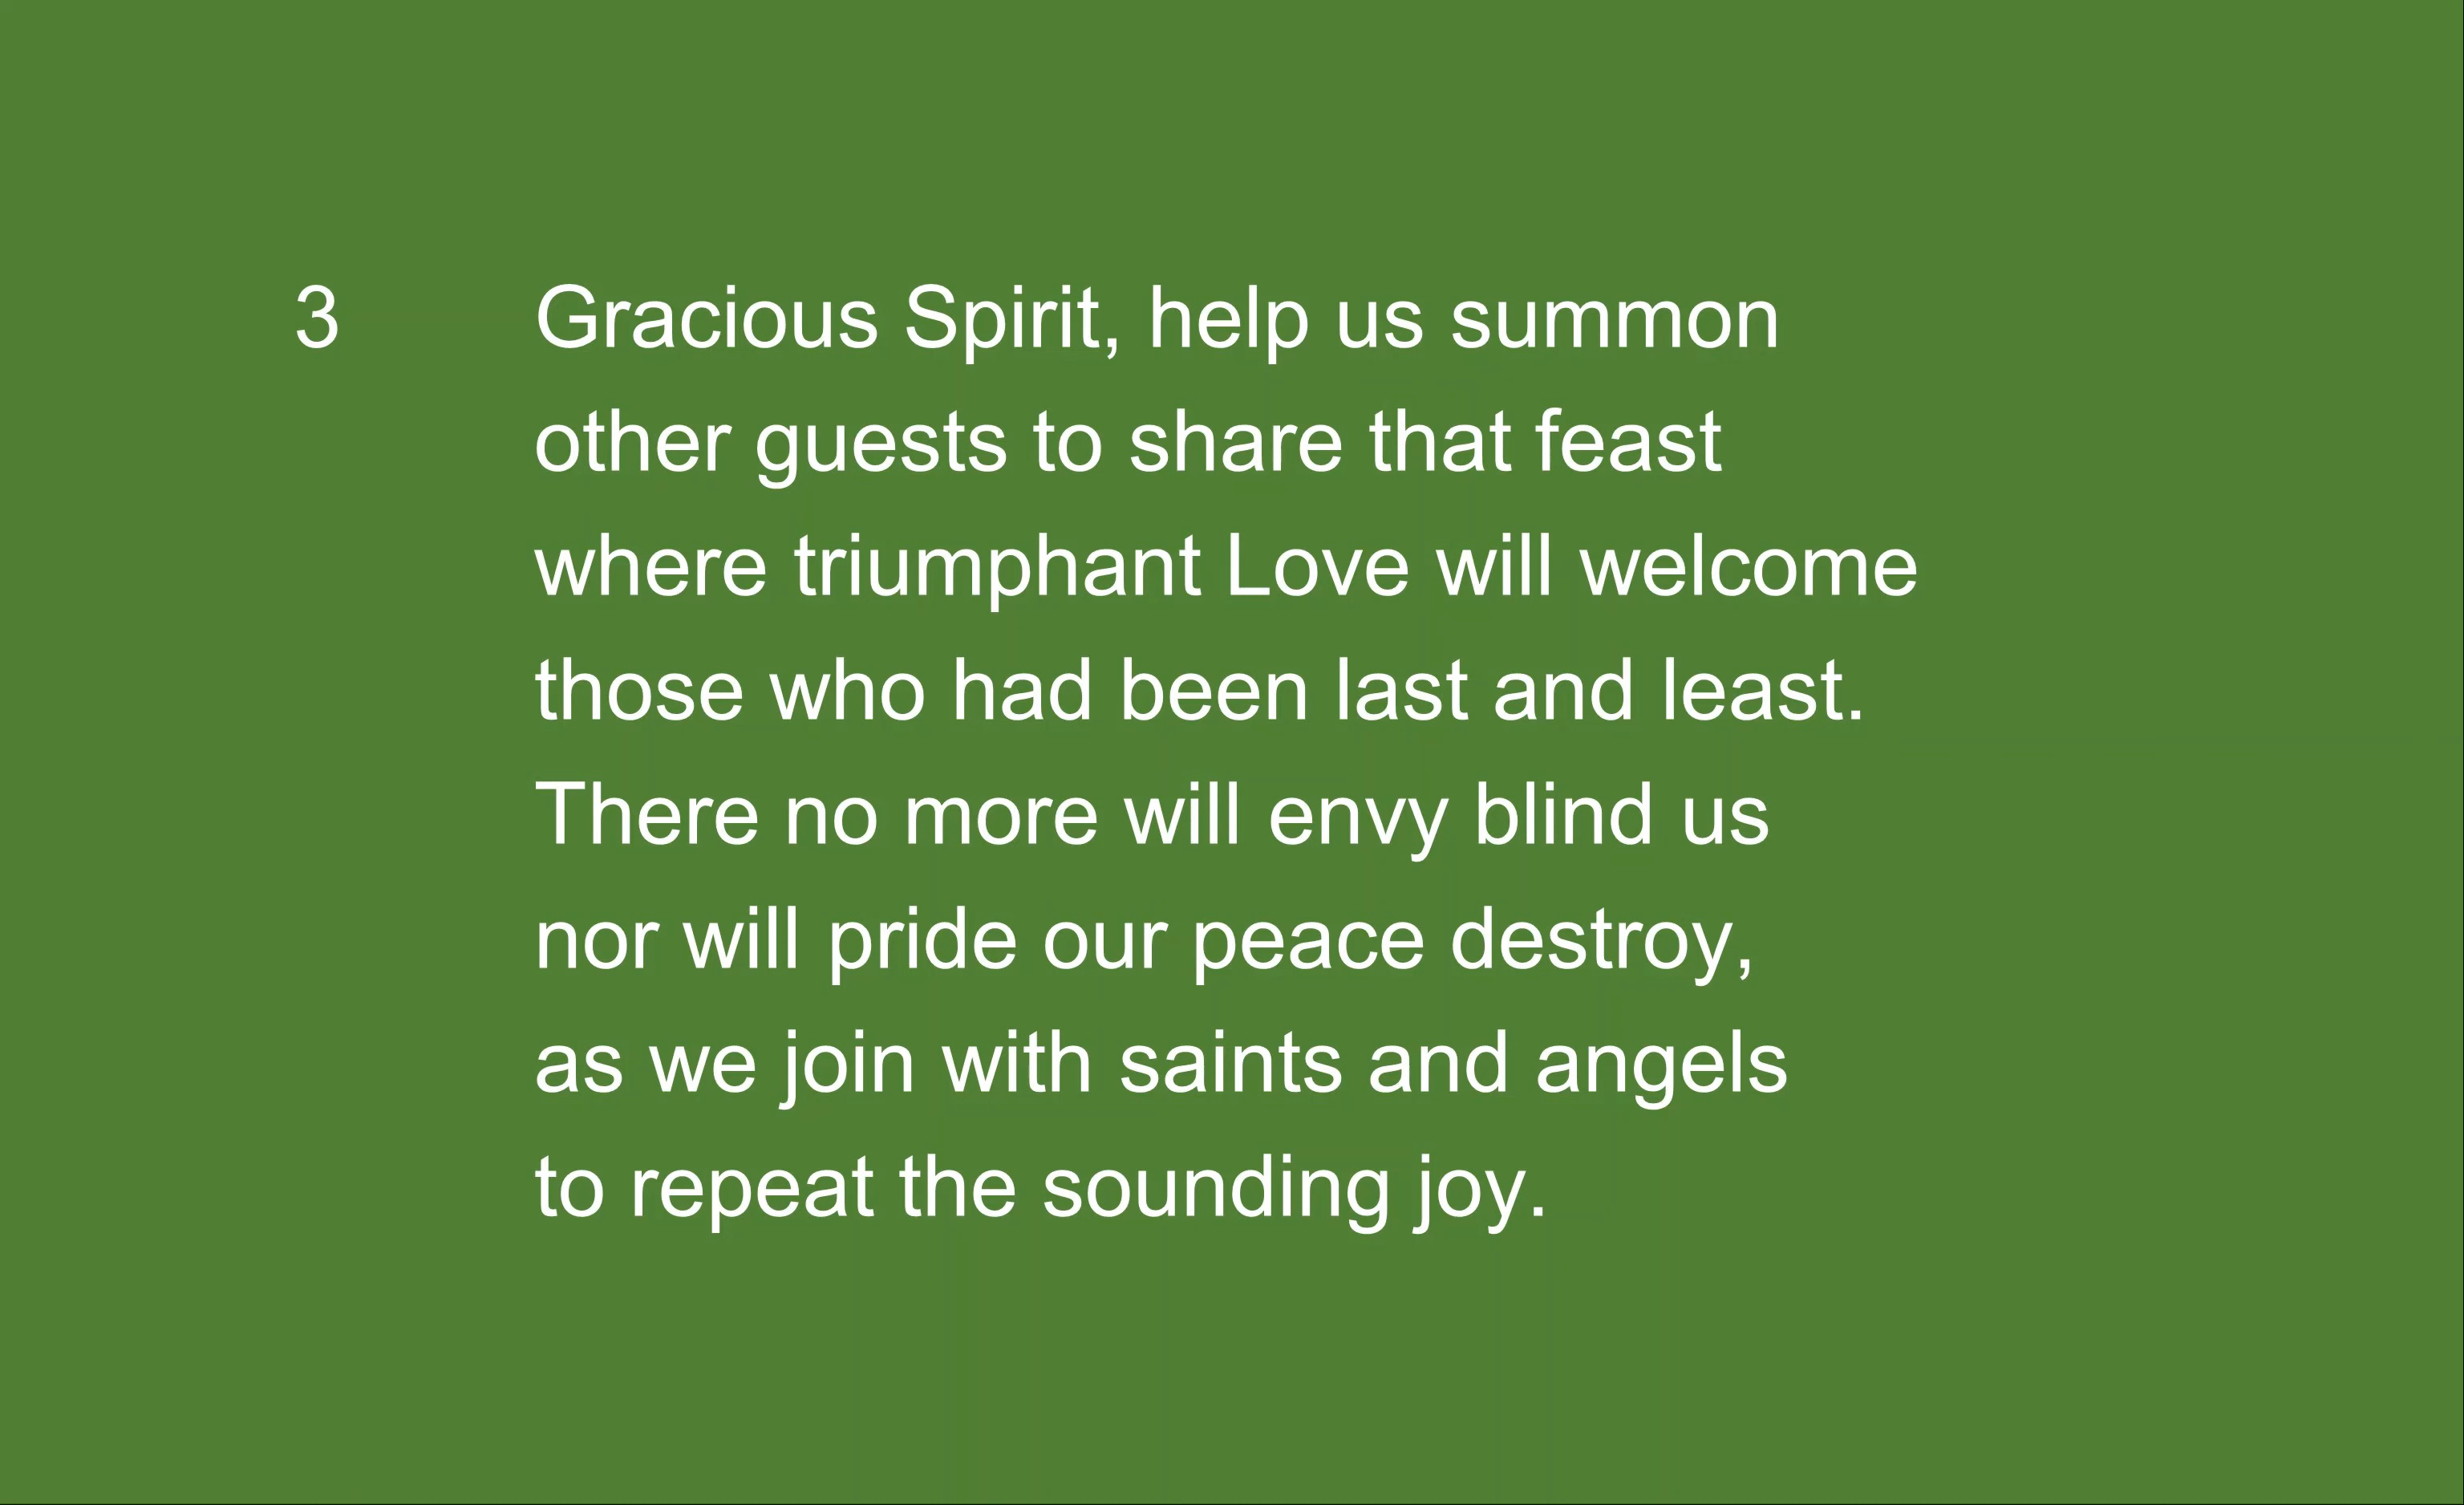 3 Gracious Spirit, help us summon
other guests to share that feast
where triumphant Love will welcome
those who had been last and least.
There no more will envy blind us
nor will pride our peace destroy,
as we join with saints and angels
to repeat the sounding joy.